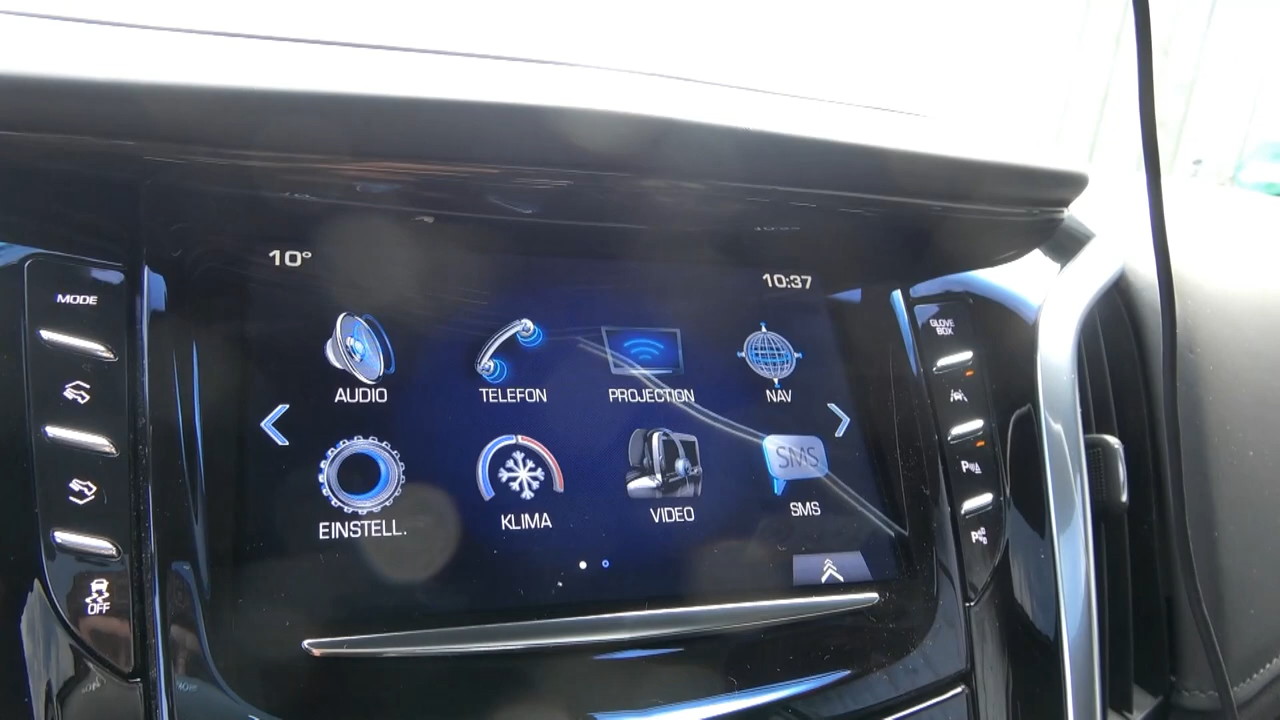 10°
10:37
MODE
GLOVE
BOX
AUDIO
TELEFON
PROJECTION
NAV
SMS
EINSTELL.
KLIMA
VIDEO
SMS
OFF